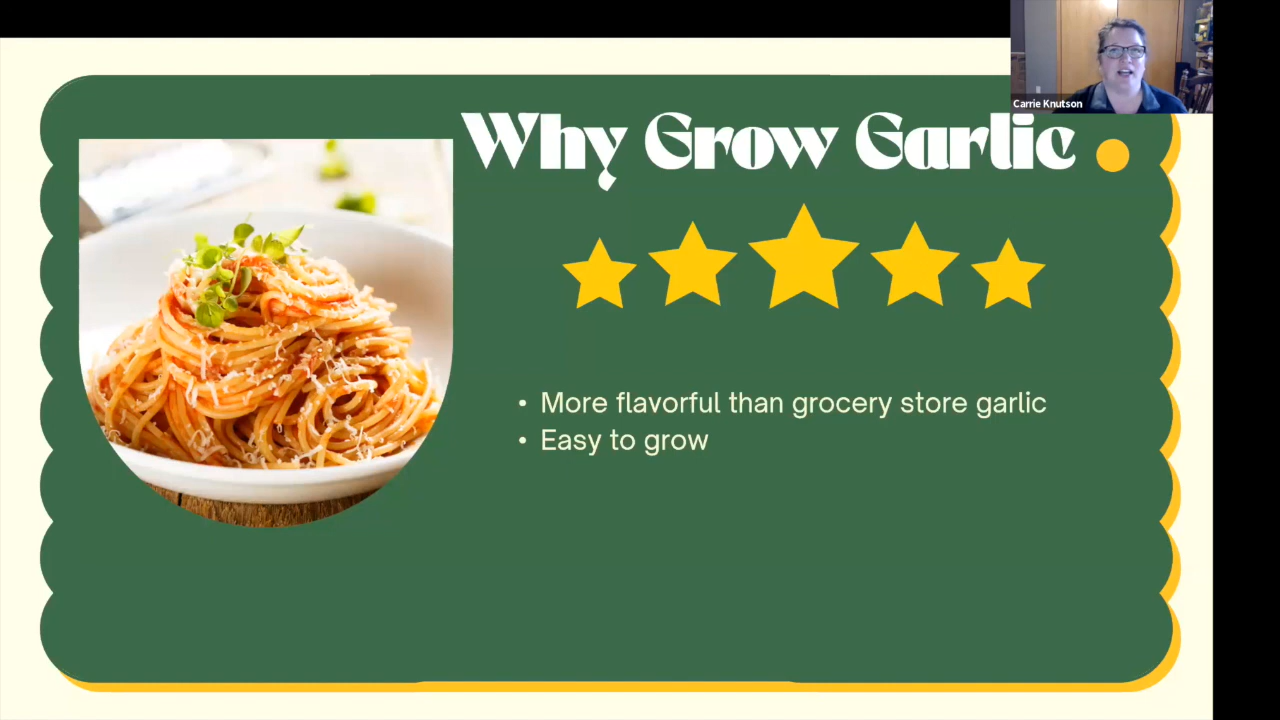 Carrie Knutson
Why Grow Garlic
• More flavorful than grocery store garlic
• Easy to grow